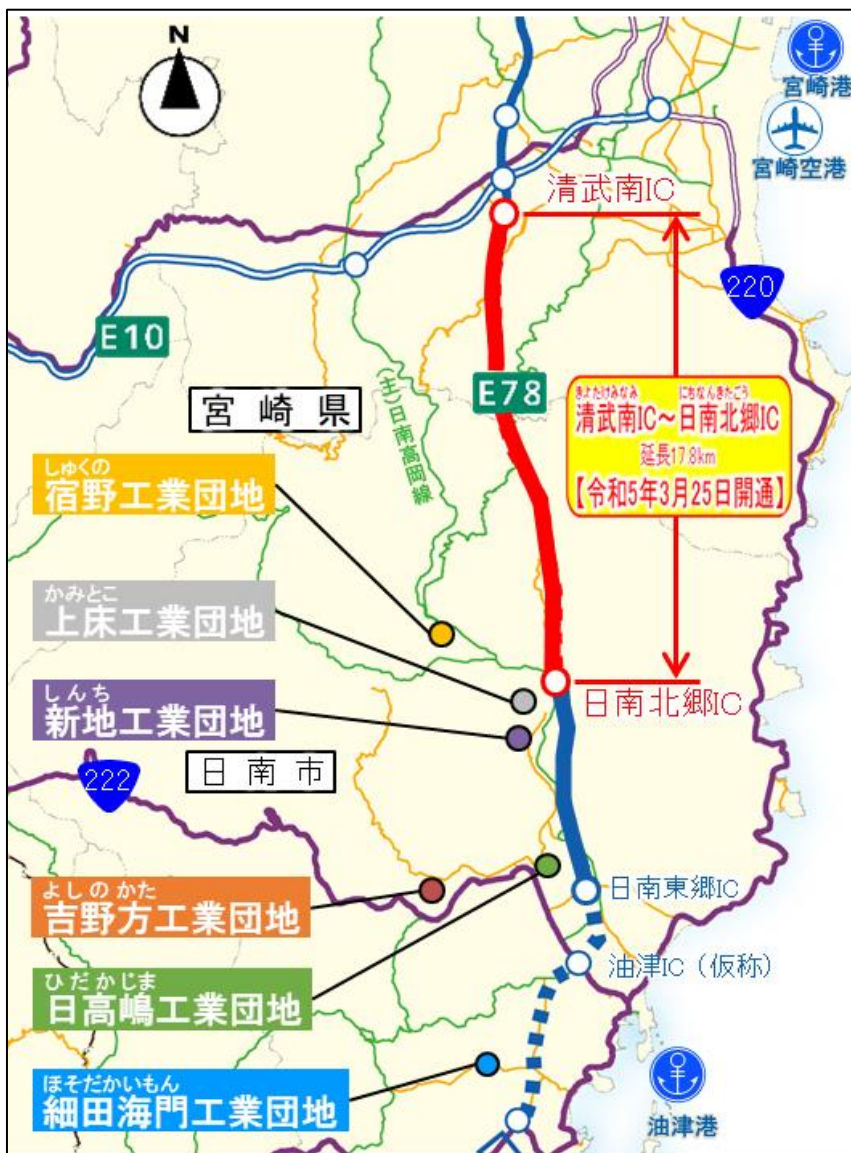 N
宮崎港
宮崎空港
清武南IC
220
E10
E78
(主)日南高岡線
宮崎県
きよたけみなみ にちなんきたごう
清武南IC～日南北郷IC
延長17.8km
【令和5年3月25日開通】
しゅくの
宿野工業団地
かみとこ
上床工業団地
しんち
新地工業団地
日南北郷IC
日南市
222
よしのかた
吉野方工業団地
日南東郷IC
ひだかじま
日高嶋工業団地
油津IC（仮称）
ほそだかいもん
細田海門工業団地
油津港